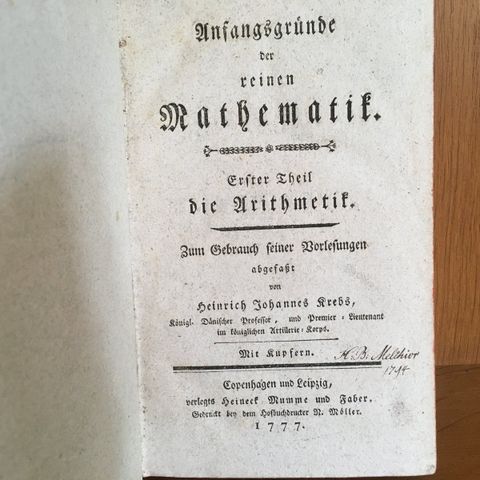 Anfangsgründe
der
reinen
Mathematik.
Erster Theil
die Arithmetik.
Zum Gebrauch seiner Vorlesungen
abgefaßt
von
Heinrich Johannes Krebs,
Königl. Dänischer Professor, und Premier-Lieutenant
im königlichen Artillerie-Korps.
Mit Kupfern.
H. B. Melchior
1794
Copenhagen und Leipzig,
verlegts Heineck Mumme und Faber.
Gedruckt bey dem Hofbuchdrucker N. Möller.
1777.